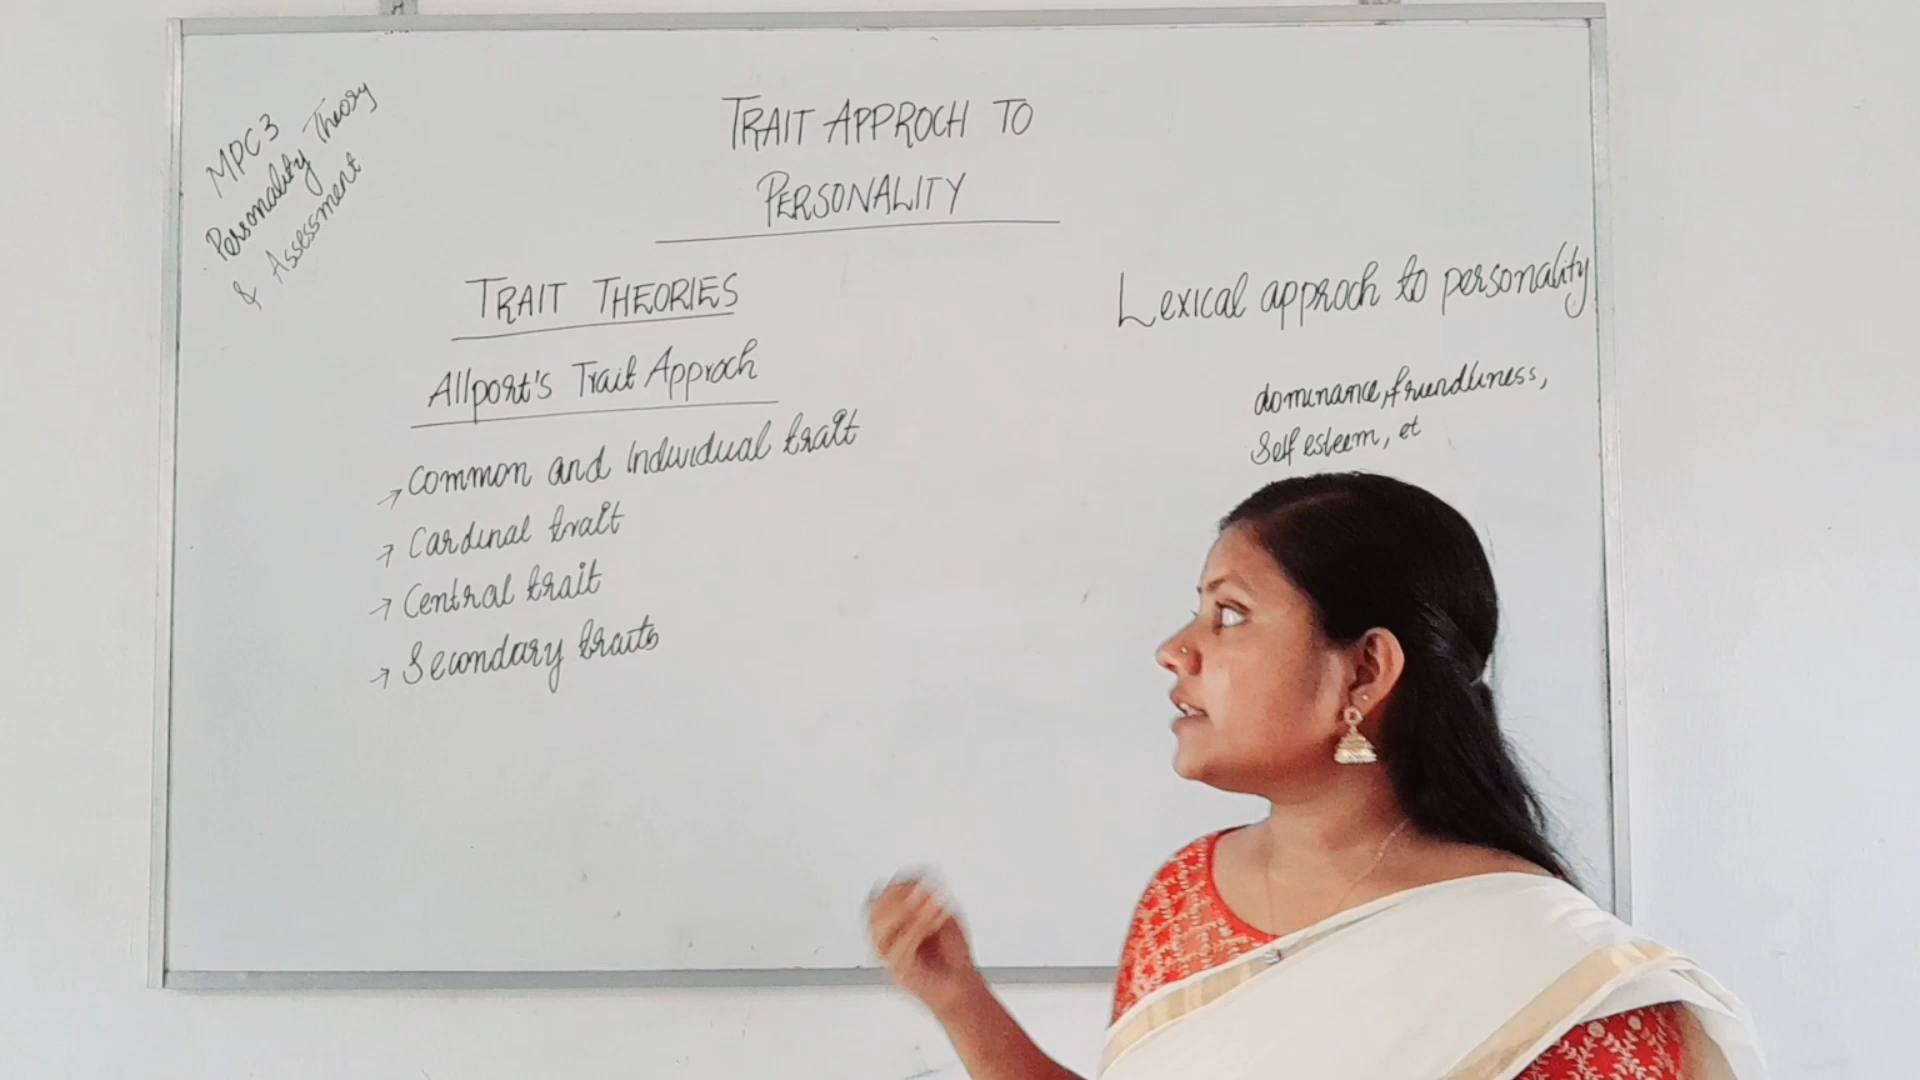 MPC3
Personality Theory
& Assessment
TRAIT APPROCH TO
PERSONALITY
TRAIT THEORIES
Allport's Trait Approch
→ Common and Individual trait
→ Cardinal trait
→ Central trait
→ Secondary traits
Lexical approch to personality
dominance, friendliness,
Self esteem, et